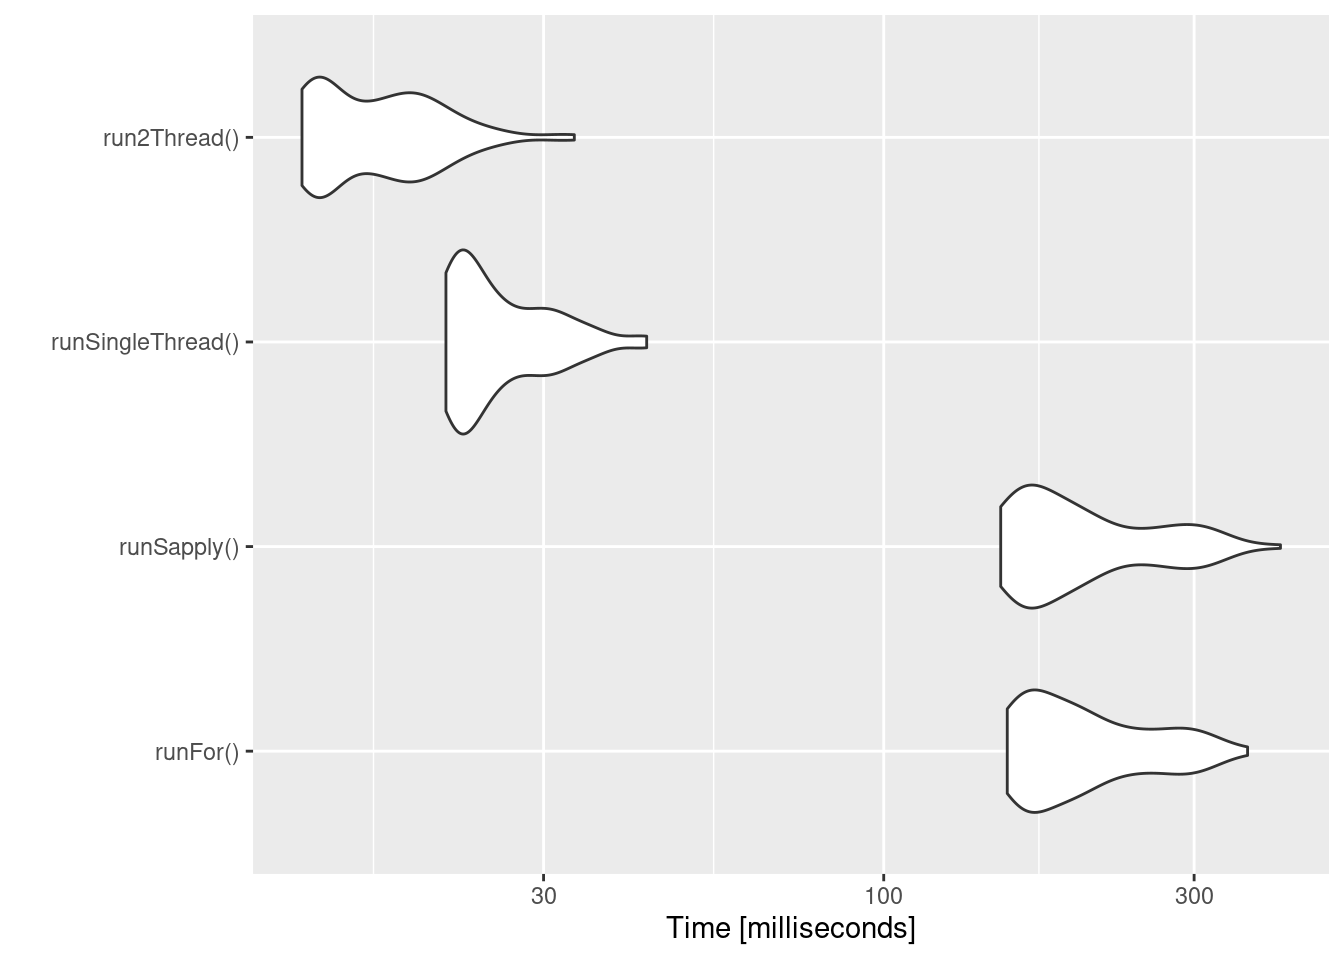 run2Thread()
runSingleThread()
runSapply()
runFor()
30
100
300
Time [milliseconds]